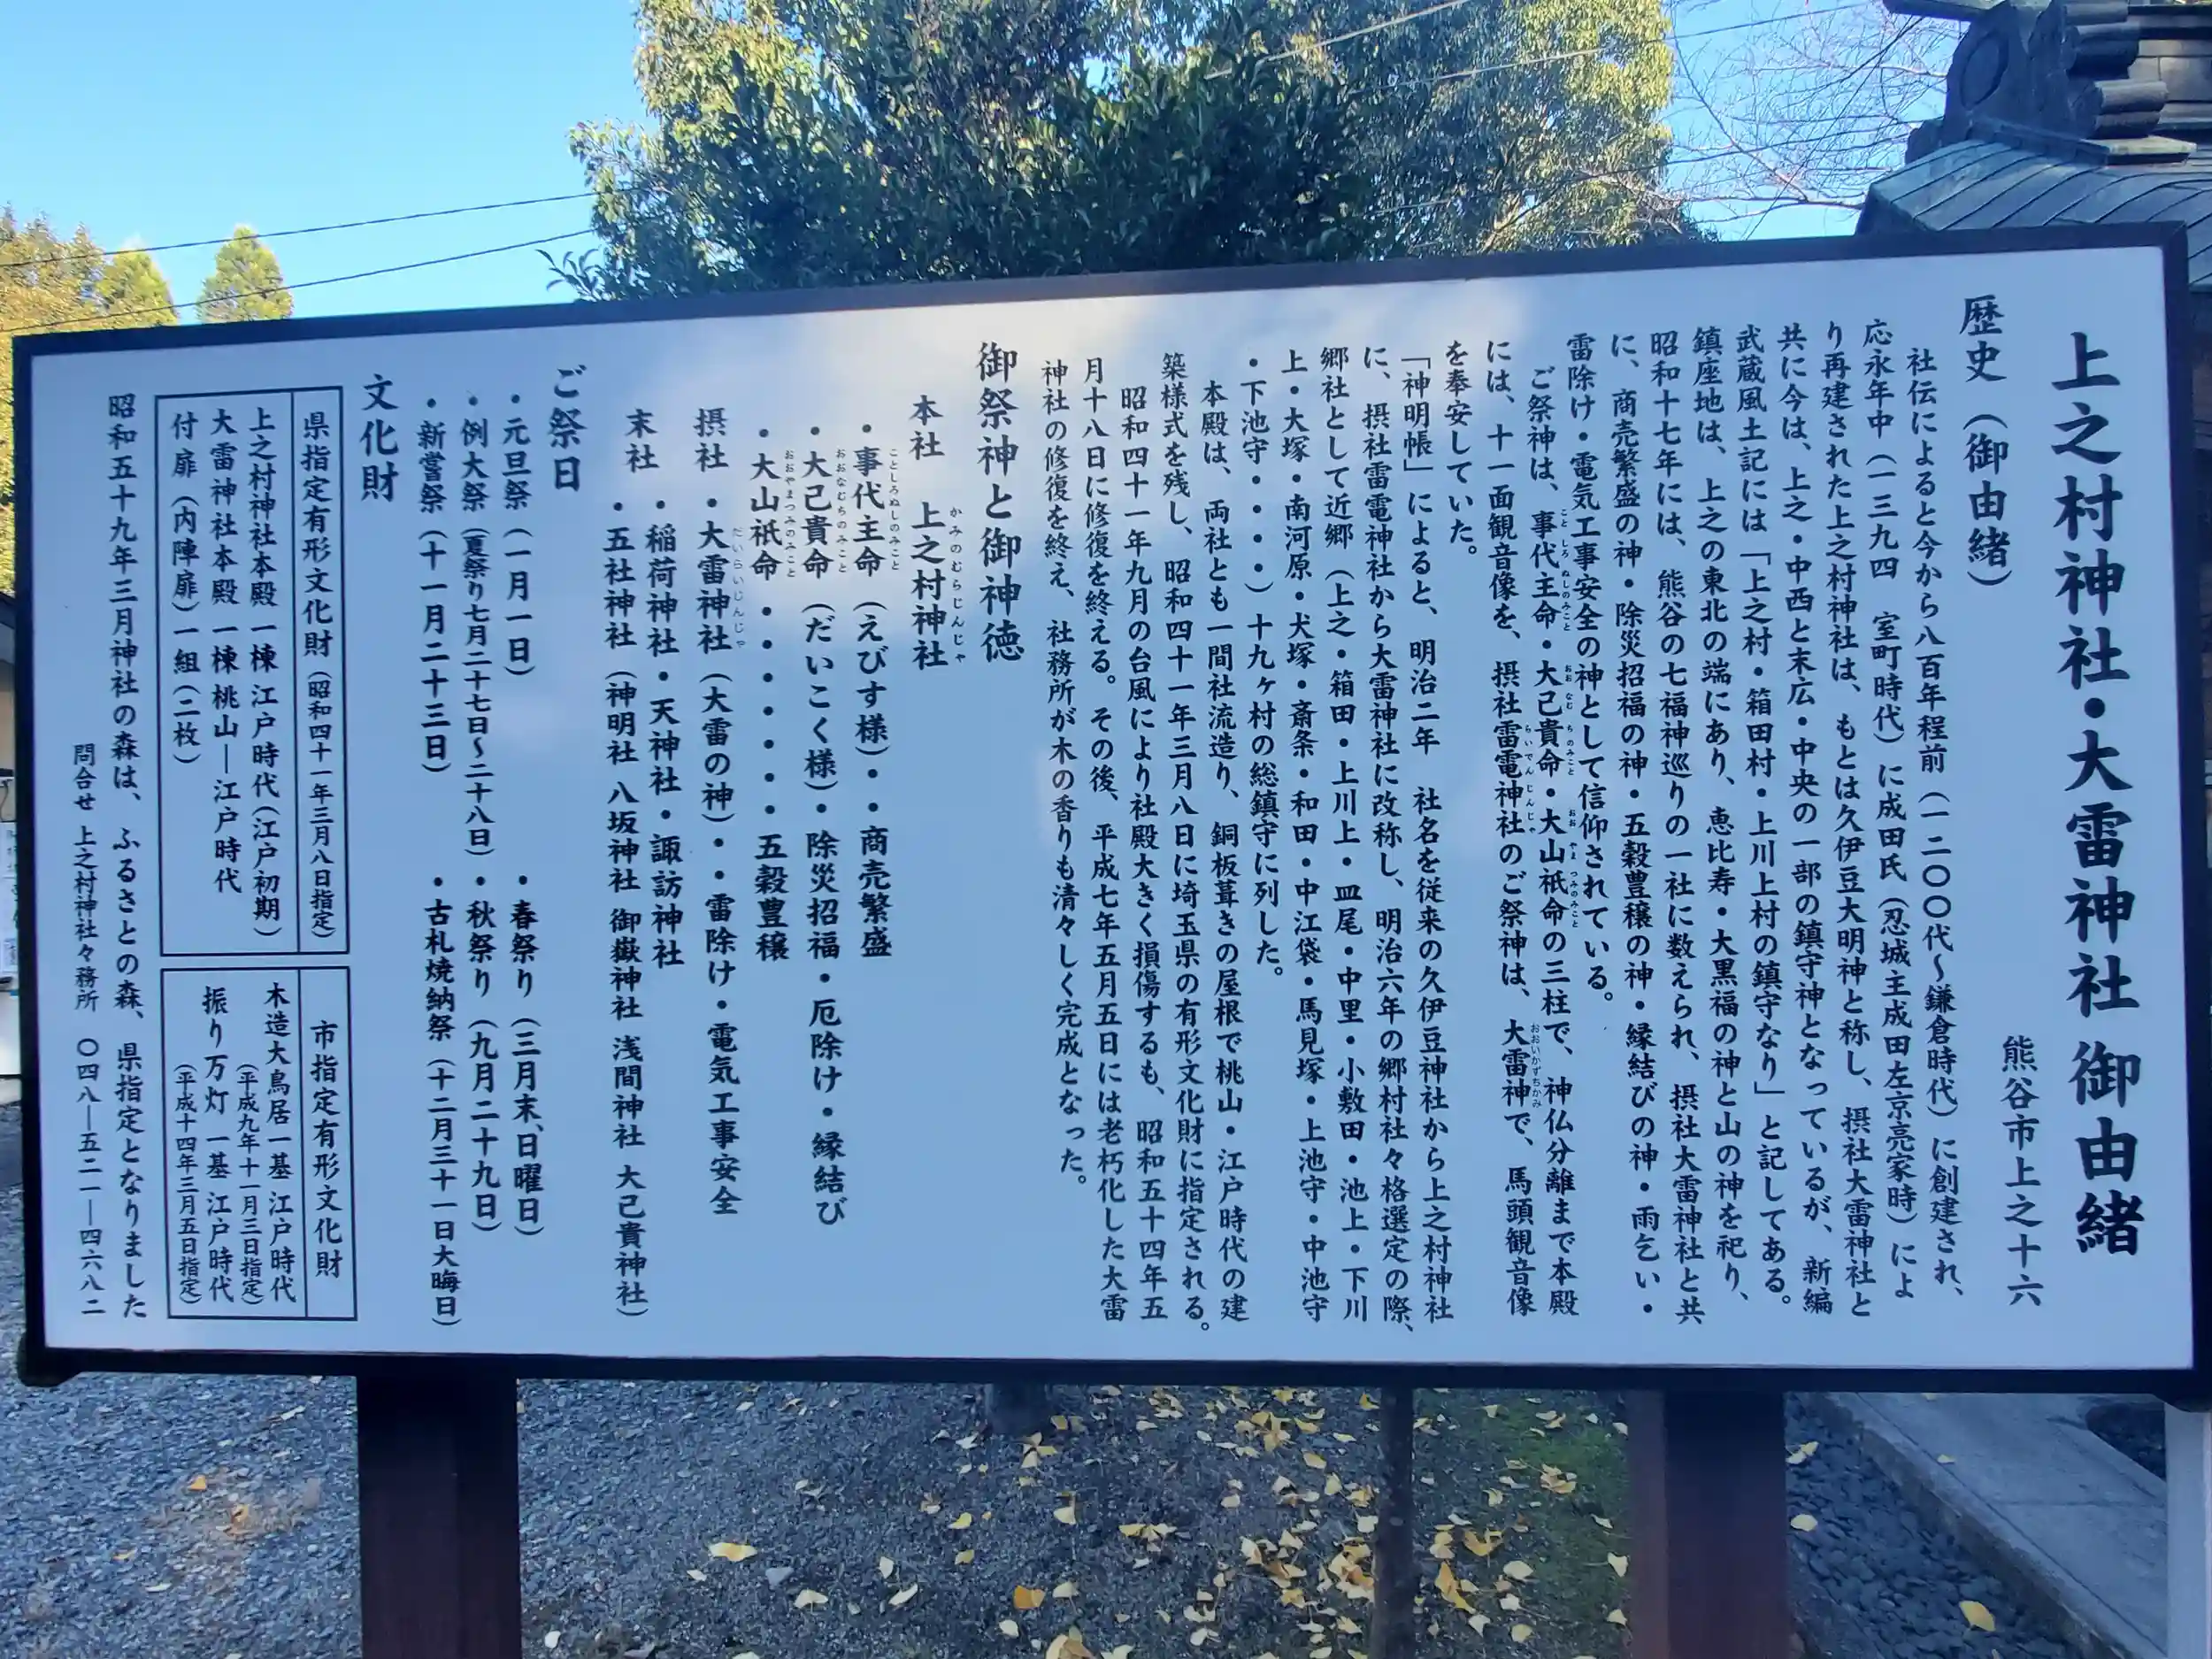 上之村神社・大雷神社 御由緒
熊谷市上之十六
歴史（御由緒）
社伝によると今から八百年程前（一二〇〇代～鎌倉時代）に創建され、
応永年中（一三九四 室町時代）に成田氏（忍城主成田左京亮家時）によ
り再建された上之村神社は、もとは久伊豆大明神と称し、摂社大雷神社と
共に今は、上之・中西と末広・中央の一部の鎮守神となっているが、新編
武蔵風土記には「上之村・箱田村・上川上村の鎮守なり」と記してある。
鎮座地は、上之の東北の端にあり、恵比寿・大黒福の神と山の神を祀り、
昭和十七年には、熊谷の七福神巡りの一社に数えられ、摂社大雷神社と共
に、商売繁盛の神・除災招福の神・五穀豊穣の神・縁結びの神・雨乞い・
雷除け・電気工事安全の神として信仰されている。
ご祭神は、事代主命・大己貴命・大山祇命の三柱で、神仏分離まで本殿
には、十一面観音像を、摂社雷電神社のご祭神は、大雷神で、馬頭観音像
を奉安していた。
「神明帳」によると、明治二年 社名を従来の久伊豆神社から上之村神社
に、摂社雷電神社から大雷神社に改称し、明治六年の郷村社々格選定の際、
郷社として近郷（上之・箱田・上川上・皿尾・中里・小敷田・池上・下川
上・大塚・南河原・犬塚・斎条・和田・中江袋・馬見塚・上池守・中池守
・下池守・・・・）十九ヶ村の総鎮守に列した。
本殿は、両社とも一間社流造り、銅板葺きの屋根で桃山・江戸時代の建
築様式を残し、昭和四十一年三月八日に埼玉県の有形文化財に指定される。
昭和四十一年九月の台風により社殿大きく損傷するも、昭和五十四年五
月十八日に修復を終える。その後、平成七年五月五日には老朽化した大雷
神社の修復を終え、社務所が木の香りも清々しく完成となった。
御祭神と御神徳
本社 上之村神社
・事代主命（えびす様）・・商売繁盛
・大己貴命（だいこく様）・除災招福・厄除け・縁結び
・大山祇命・・・・・・・・五穀豊穣
摂社 ・大雷神社（大雷の神）・・雷除け・電気工事安全
末社 ・稲荷神社・天神社・諏訪神社
・五社神社（神明社 八坂神社 御嶽神社 浅間神社 大己貴神社）
ご祭日
・元旦祭（一月一日） ・春祭り（三月末、日曜日）
・例大祭（夏祭り七月二十七日～二十八日）・秋祭り（九月二十九日）
・新嘗祭（十一月二十三日） ・古札焼納祭（十二月三十一日大晦日）
文化財
県指定有形文化財（昭和四十一年三月八日指定）
上之村神社本殿 一棟 江戸時代（江戸初期）
大雷神社本殿 一棟 桃山―江戸時代
付扉（内陣扉）一組（二枚）
市指定有形文化財
木造大鳥居一基 江戸時代
（平成九年十一月三日指定）
振り万灯 一基 江戸時代
（平成十四年三月五日指定）
昭和五十九年三月神社の森は、ふるさとの森、県指定となりました
問合せ 上之村神社々務所 〇四八―五二一―四六八二